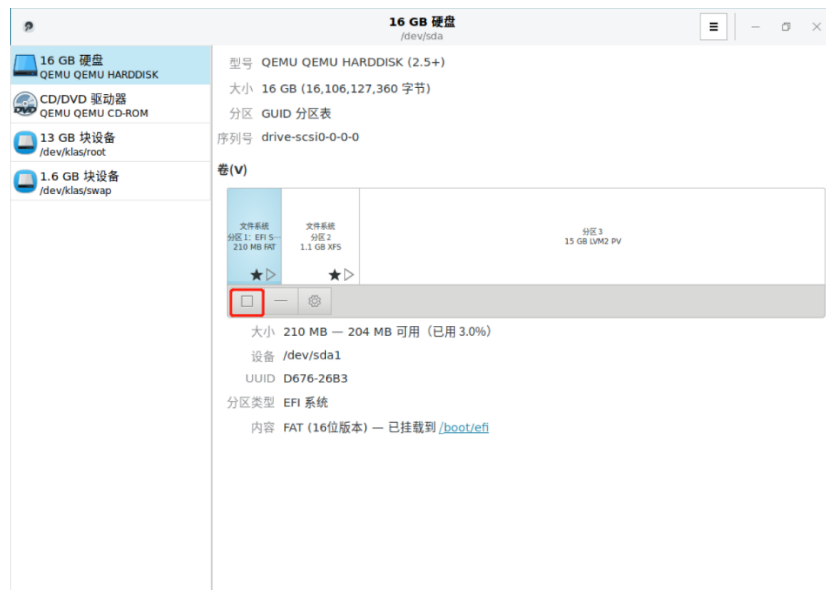 16 GB 硬盘
/dev/sda
16 GB 硬盘
QEMU QEMU HARDDISK
CD/DVD 驱动器
QEMU QEMU CD-ROM
13 GB 块设备
/dev/klas/root
1.6 GB 块设备
/dev/klas/swap
型号 QEMU QEMU HARDDISK (2.5+)
大小 16 GB (16,106,127,360 字节)
分区 GUID 分区表
序列号 drive-scsi0-0-0-0
卷(V)
文件系统
分区 1: EFI S…
210 MB FAT
文件系统
分区 2
1.1 GB XFS
分区 3
15 GB LVM2 PV
大小 210 MB — 204 MB 可用（已用 3.0%）
设备 /dev/sda1
UUID D676-26B3
分区类型 EFI 系统
内容 FAT (16位版本) — 已挂载到 /boot/efi